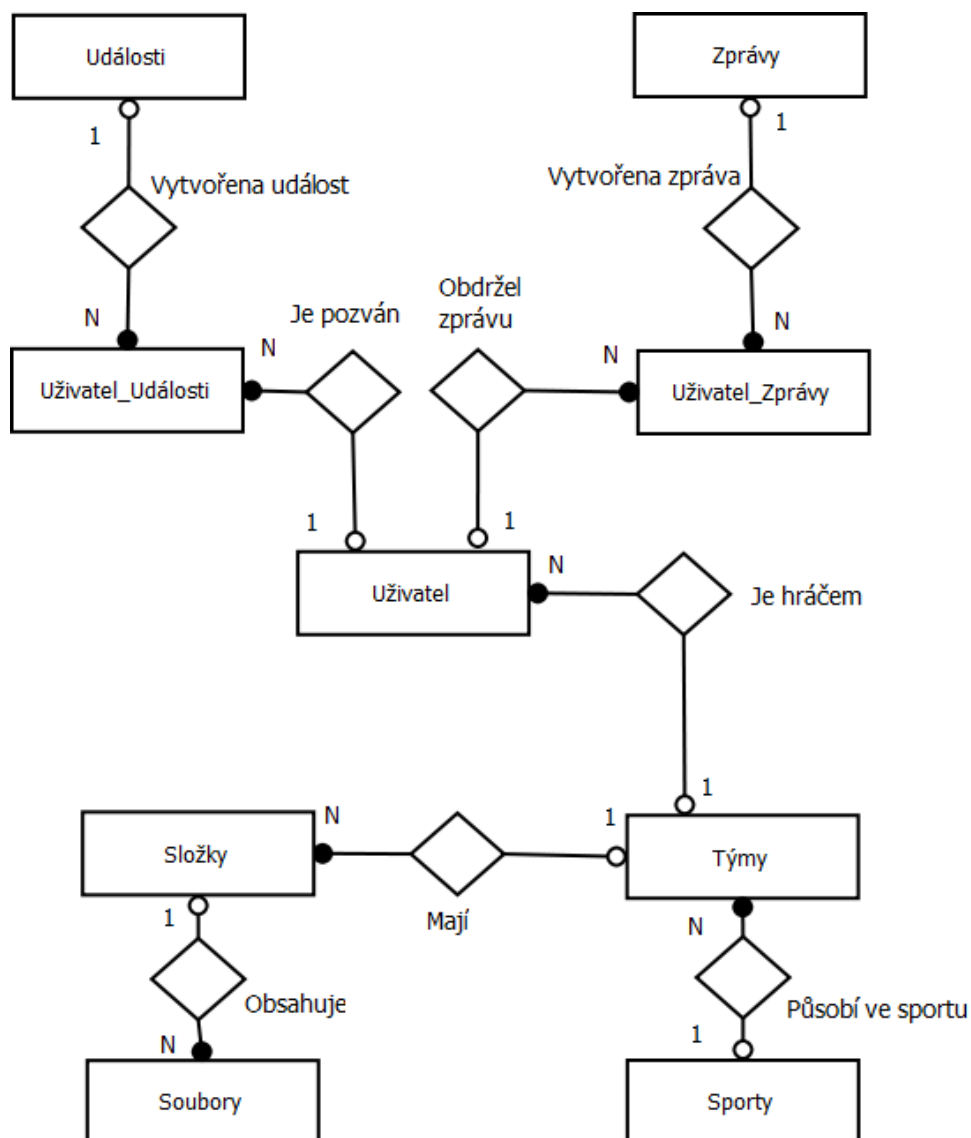 Události
Zprávy
1
1
Vytvořena událost
Vytvořena zpráva
Obdržel
zprávu
Je pozván
N
N
N
N
Uživatel_Události
Uživatel_Zprávy
1
1
N
Uživatel
Je hráčem
1
N
1
Složky
Týmy
1
Mají
N
Obsahuje
Působí ve sportu
N
1
Soubory
Sporty